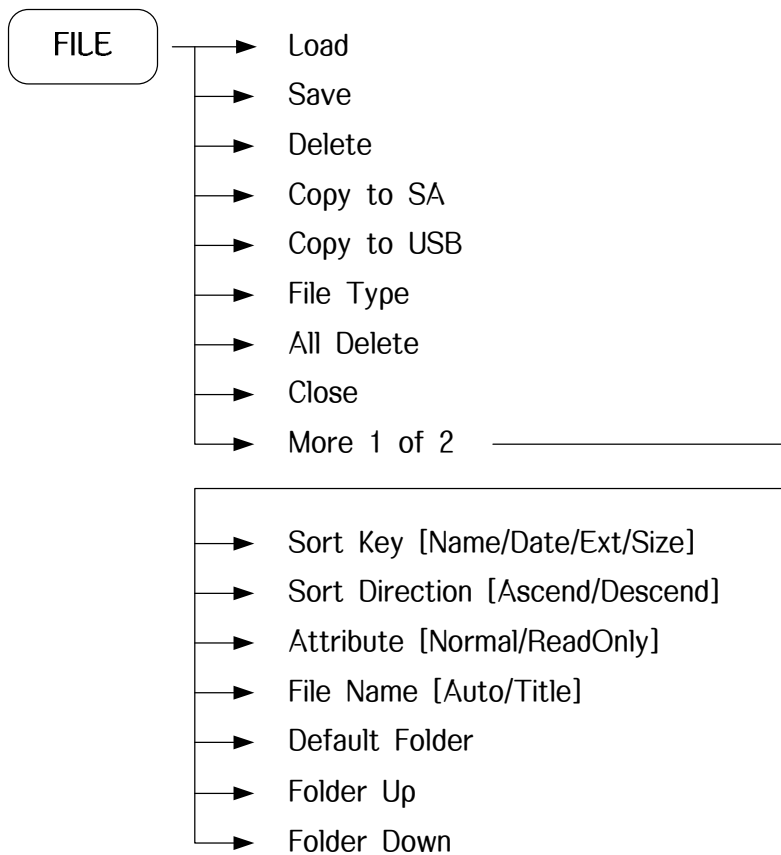 FILE
Load
Save
Delete
Copy to SA
Copy to USB
File Type
All Delete
Close
More 1 of 2
Sort Key [Name/Date/Ext/Size]
Sort Direction [Ascend/Descend]
Attribute [Normal/ReadOnly]
File Name [Auto/Title]
Default Folder
Folder Up
Folder Down